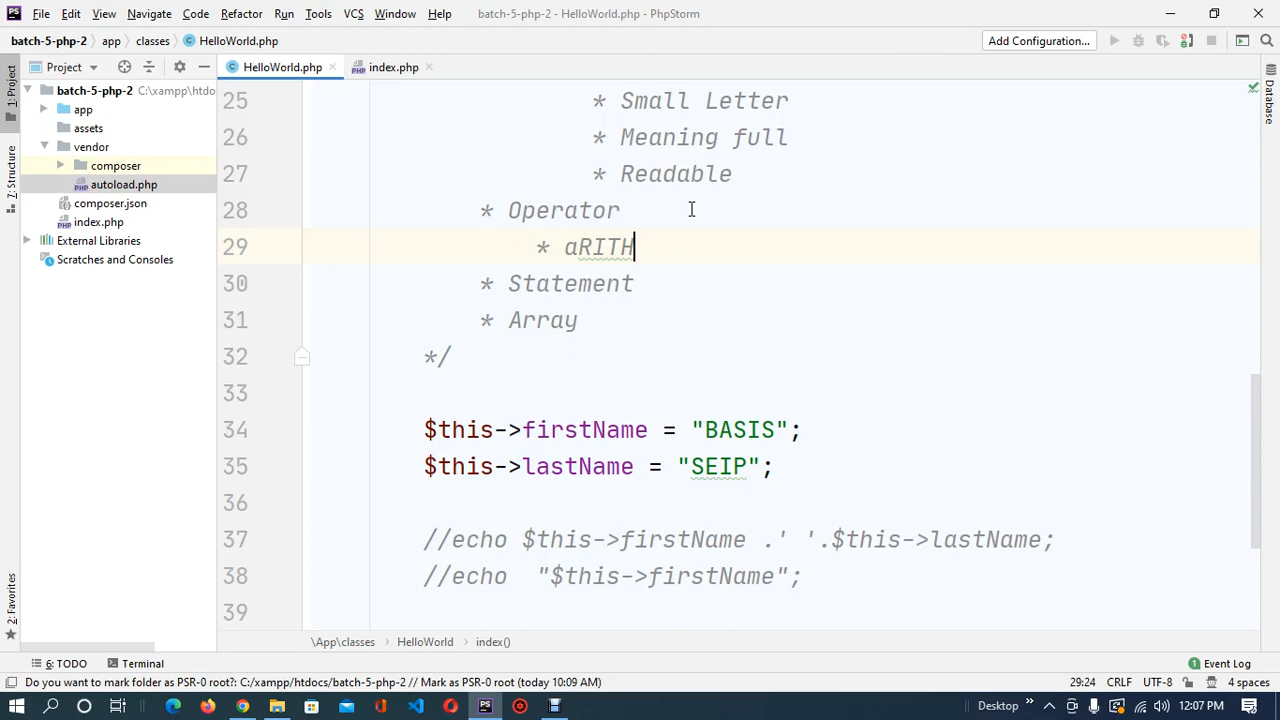 File Edit View Navigate Code Refactor Run Tools VCS Window Help batch-5-php-2 - HelloWorld.php - PhpStorm
batch-5-php-2 app classes HelloWorld.php Add Configuration...
Project HelloWorld.php index.php
batch-5-php-2 C:\xampp\htdo
app
assets
vendor
composer
autoload.php
composer.json
index.php
External Libraries
Scratches and Consoles
1: Project
Z: Structure
2: Favorites
Database
25 * Small Letter
26 * Meaning full
27 * Readable
28 * Operator
29 * aRITH
30 * Statement
31 * Array
32 */
33
34 $this->firstName = "BASIS";
35 $this->lastName = "SEIP";
36
37 //echo $this->firstName .' '.$this->lastName;
38 //echo  "$this->firstName";
39
\App\classes HelloWorld index()
6: TODO Terminal Event Log
Do you want to mark folder as PSR-0 root?: C:/xampp/htdocs/batch-5-php-2 // Mark as PSR-0 root (today 10:09 AM) 29:24 CRLF UTF-8 4 spaces
Desktop 12:07 PM